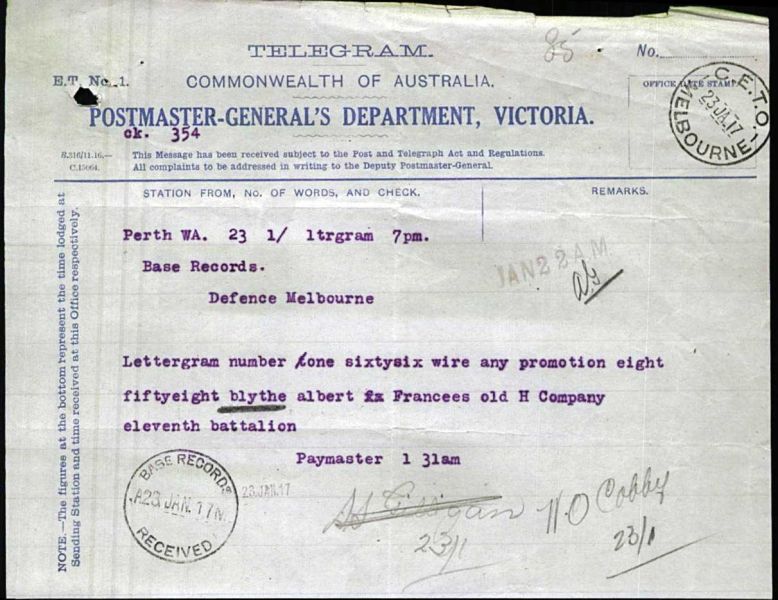 TELEGRAM.
85
No.
E.T. No. 1.
COMMONWEALTH OF AUSTRALIA.
OFFICE DATE STAMP
C.E.T.O.
23 JA 17
MELBOURNE
POSTMASTER-GENERAL'S DEPARTMENT, VICTORIA.
ck. 354
This Message has been received subject to the Post and Telegraph Act and Regulations.
C.15064. All complaints to be addressed in writing to the Deputy Postmaster-General.
STATION FROM, NO. OF WORDS, AND CHECK.
REMARKS.
Perth WA. 23 1/ ltrgram 7pm.
Base Records.
JAN 22 AM
Defence Melbourne
Lettergram number one sixtysix wire any promotion eight
fiftyeight blythe albert Francees old H Company
eleventh battalion
Paymaster 1 31am
BASE RECORDS
A23 JAN. 17
RECEIVED
23 JAN. 17
H O Cobby
23/1
23/1
NOTE.—The figures at the bottom represent the time lodged at
Sending Station and time received at this Office respectively.